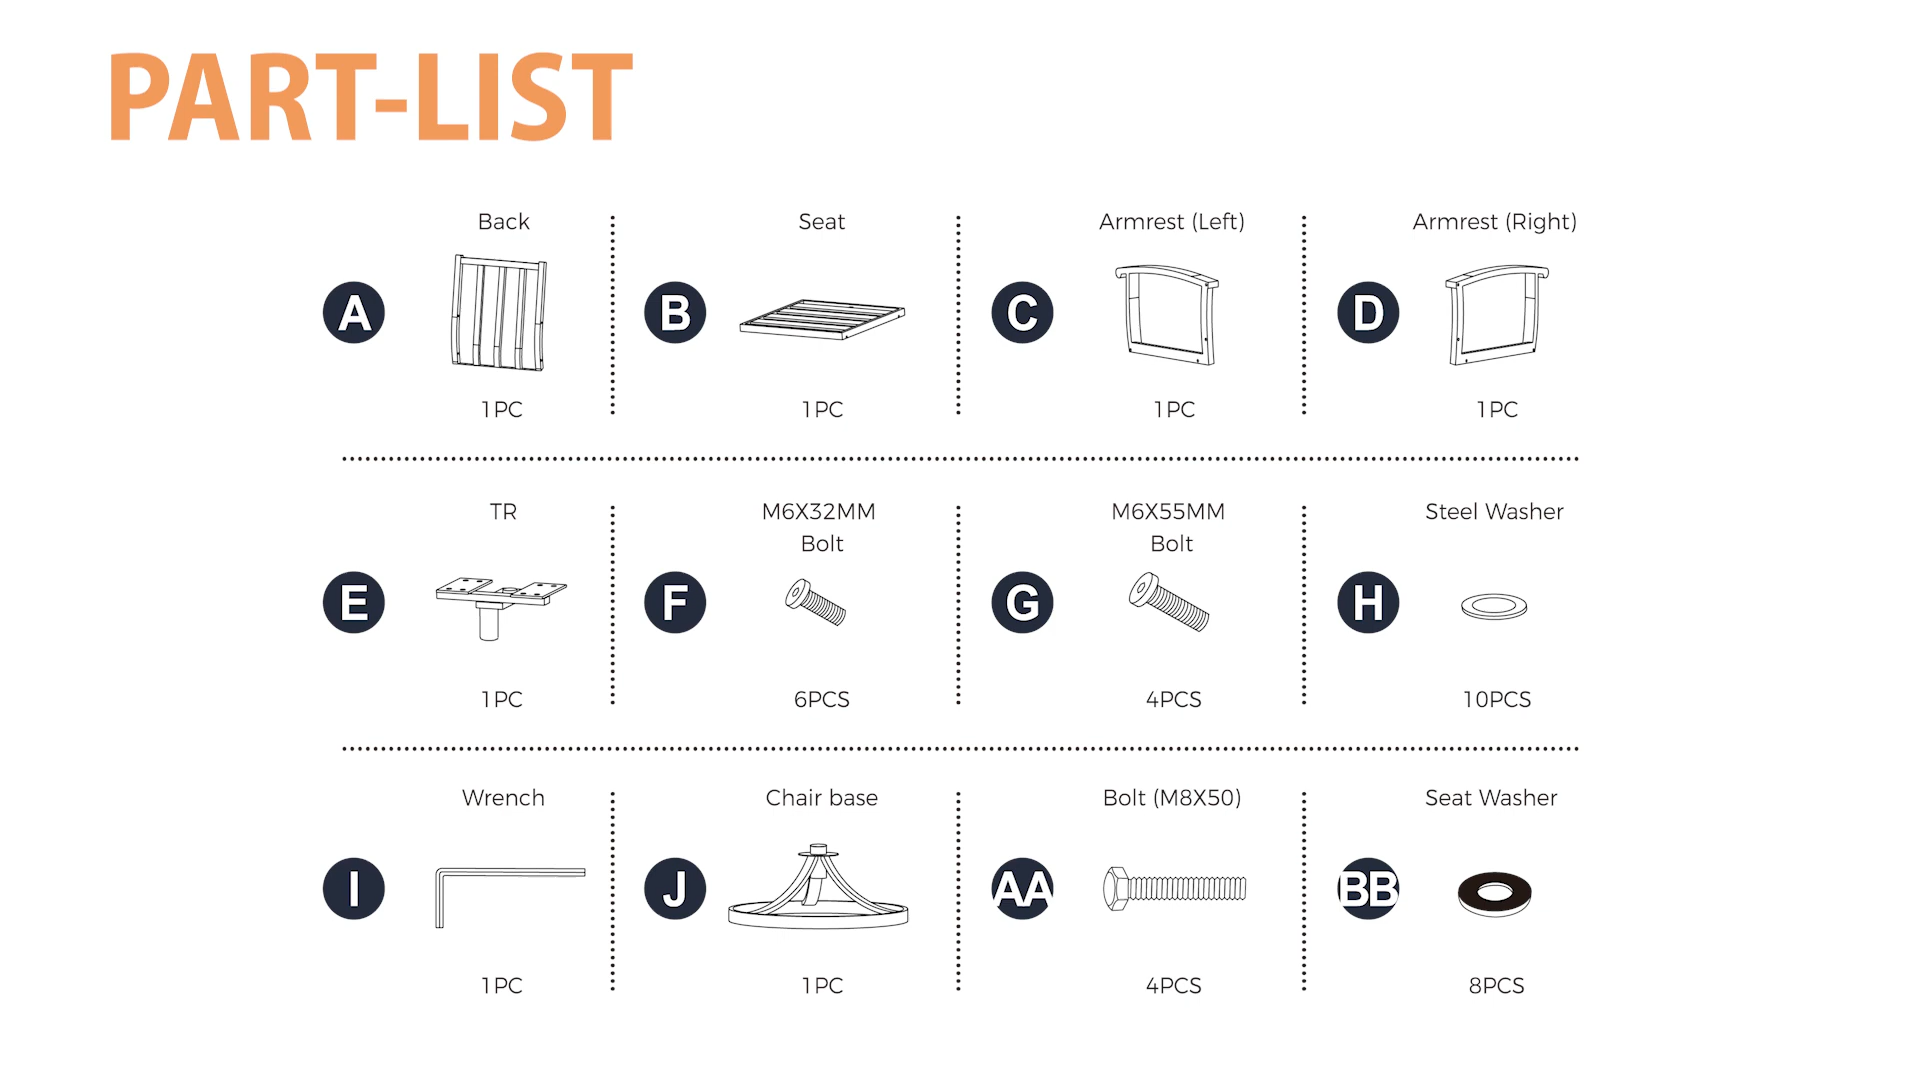 PART-LIST
Back
Seat
Armrest (Left)
Armrest (Right)
A
B
C
D
1PC
1PC
1PC
1PC
TR
M6X32MM
Bolt
M6X55MM
Bolt
Steel Washer
E
F
G
H
1PC
6PCS
4PCS
10PCS
Wrench
Chair base
Bolt (M8X50)
Seat Washer
I
J
AA
BB
1PC
1PC
4PCS
8PCS